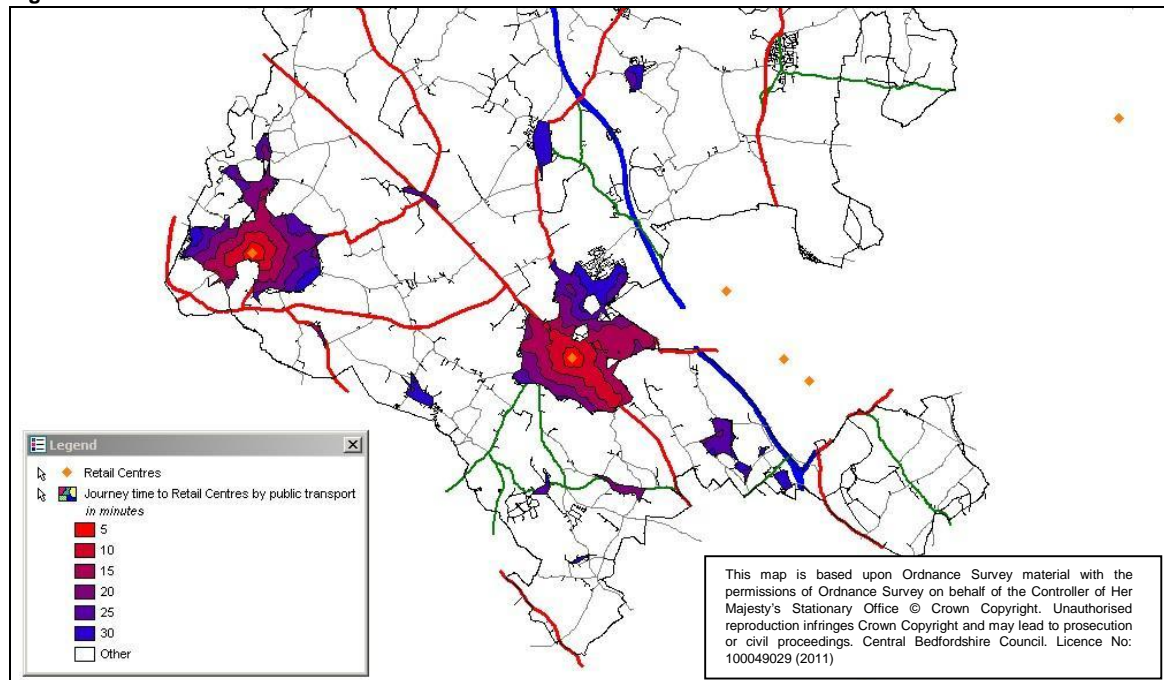 Legend
Retail Centres
Journey time to Retail Centres by public transport
in minutes
5
10
15
20
25
30
Other
This map is based upon Ordnance Survey material with the
permissions of Ordnance Survey on behalf of the Controller of Her
Majesty's Stationary Office © Crown Copyright. Unauthorised
reproduction infringes Crown Copyright and may lead to prosecution
or civil proceedings. Central Bedfordshire Council. Licence No:
100049029 (2011)